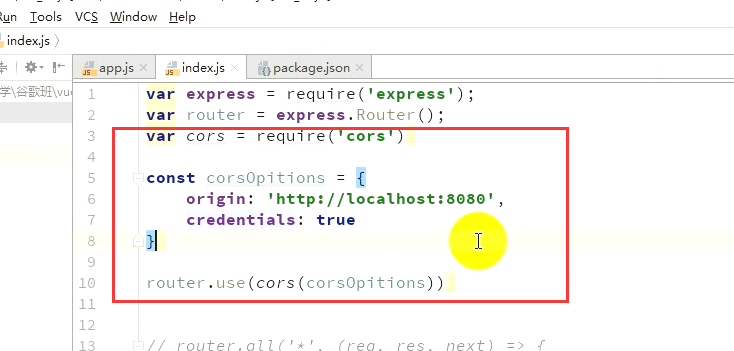 Run Tools VCS Window Help
index.js
学\谷歌班\vue
app.js index.js package.json
1 var express = require('express');
2 var router = express.Router();
3 var cors = require('cors')
4
5 const corsOpitions = {
6 origin: 'http://localhost:8080',
7 credentials: true
8 }
9
10 router.use(cors(corsOpitions))
11
12
13 // router.all('*', (req, res, next) => {